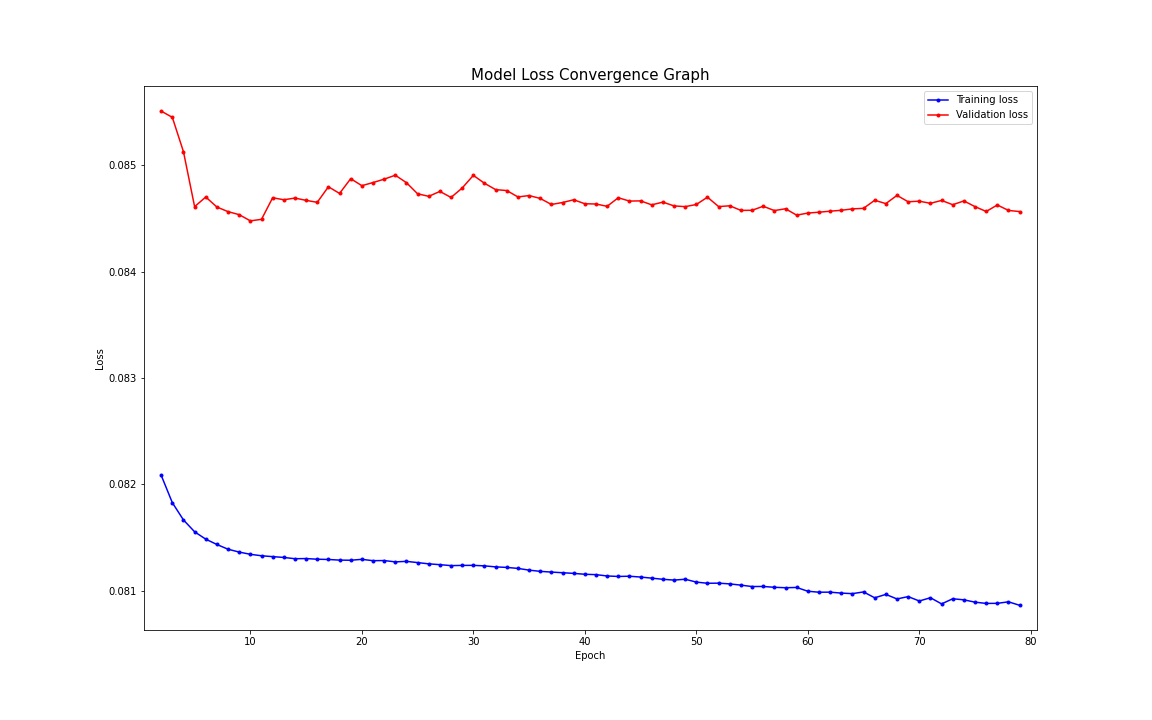 Model Loss Convergence Graph
Training loss
Validation loss
0.085
0.084
0.083
0.082
0.081
Loss
10 20 30 40 50 60 70 80
Epoch